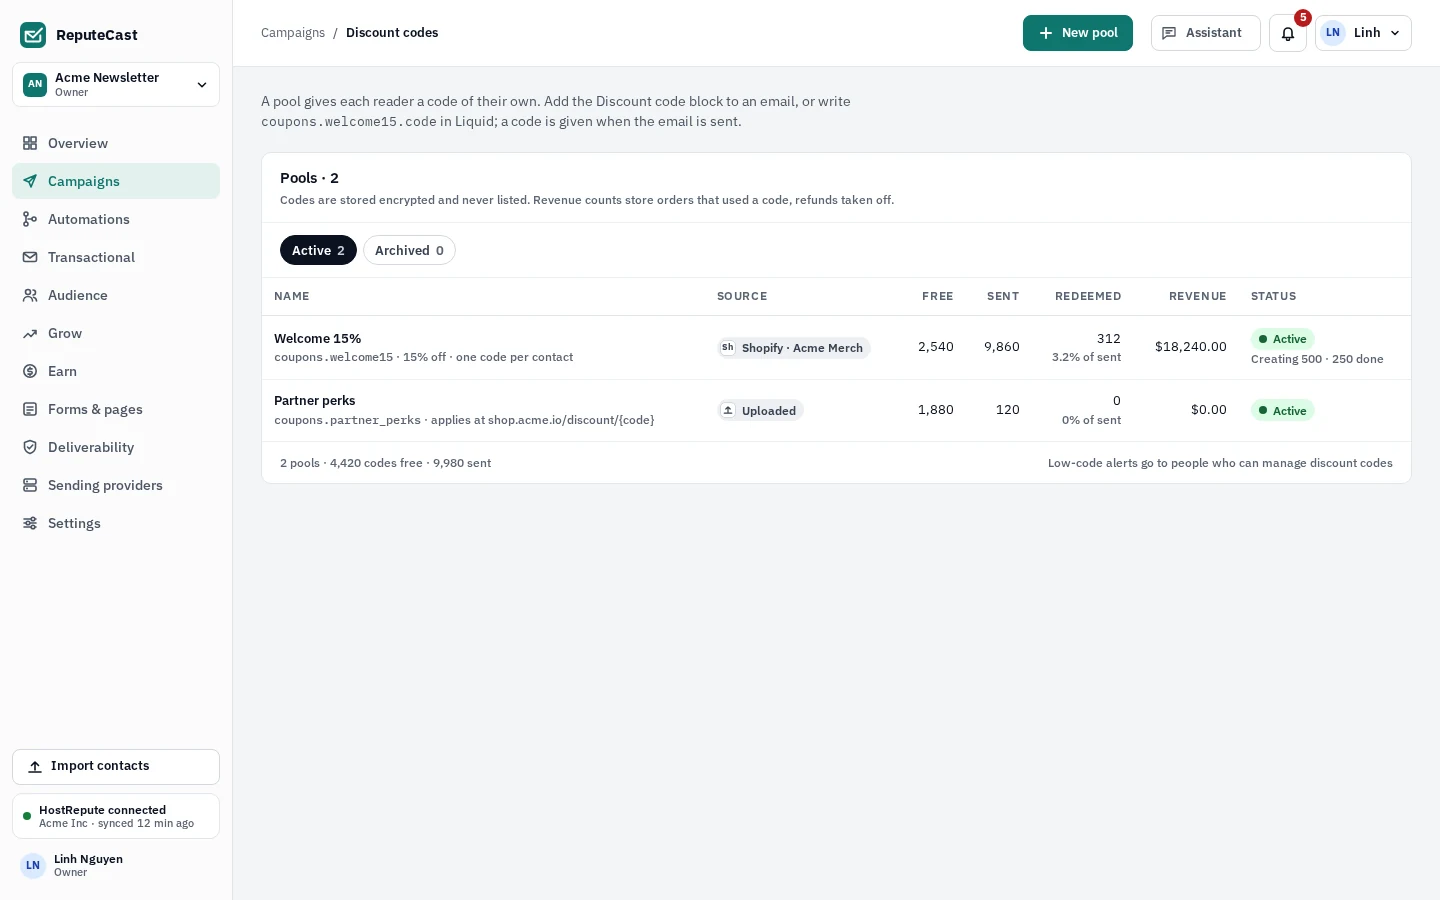 ReputeCast
AN
Acme Newsletter
Owner
Overview
Campaigns
Automations
Transactional
Audience
Grow
Earn
Forms & pages
Deliverability
Sending providers
Settings
Import contacts
HostRepute connected
Acme Inc · synced 12 min ago
LN
Linh Nguyen
Owner
Campaigns / Discount codes
New pool
Assistant
5
LN
Linh
A pool gives each reader a code of their own. Add the Discount code block to an email, or write
coupons.welcome15.code in Liquid; a code is given when the email is sent.
Pools · 2
Codes are stored encrypted and never listed. Revenue counts store orders that used a code, refunds taken off.
Active 2
Archived 0
NAME SOURCE FREE SENT REDEEMED REVENUE STATUS
Welcome 15%
coupons.welcome15 · 15% off · one code per contact
Sh Shopify · Acme Merch
2,540
9,860
312
3.2% of sent
$18,240.00
Active
Creating 500 · 250 done
Partner perks
coupons.partner_perks · applies at shop.acme.io/discount/{code}
Uploaded
1,880
120
0
0% of sent
$0.00
Active
2 pools · 4,420 codes free · 9,980 sent
Low-code alerts go to people who can manage discount codes